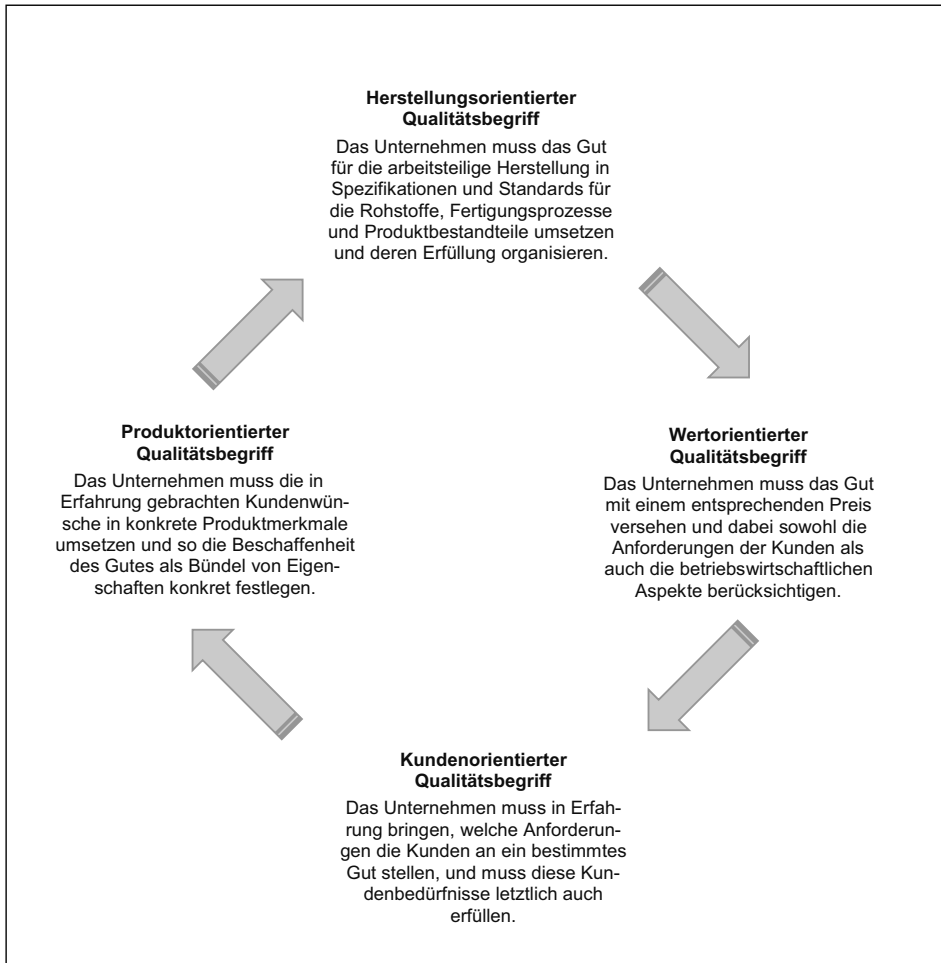 Herstellungsorientierter
Qualitätsbegriff
Das Unternehmen muss das Gut
für die arbeitsteilige Herstellung in
Spezifikationen und Standards für
die Rohstoffe, Fertigungsprozesse
und Produktbestandteile umsetzen
und deren Erfüllung organisieren.
Produktorientierter
Qualitätsbegriff
Das Unternehmen muss die in
Erfahrung gebrachten Kundenwün-
sche in konkrete Produktmerkmale
umsetzen und so die Beschaffenheit
des Gutes als Bündel von Eigen-
schaften konkret festlegen.
Wertorientierter
Qualitätsbegriff
Das Unternehmen muss das Gut
mit einem entsprechenden Preis
versehen und dabei sowohl die
Anforderungen der Kunden als
auch die betriebswirtschaftlichen
Aspekte berücksichtigen.
Kundenorientierter
Qualitätsbegriff
Das Unternehmen muss in Erfah-
rung bringen, welche Anforderun-
gen die Kunden an ein bestimmtes
Gut stellen, und muss diese Kun-
denbedürfnisse letztlich auch
erfüllen.